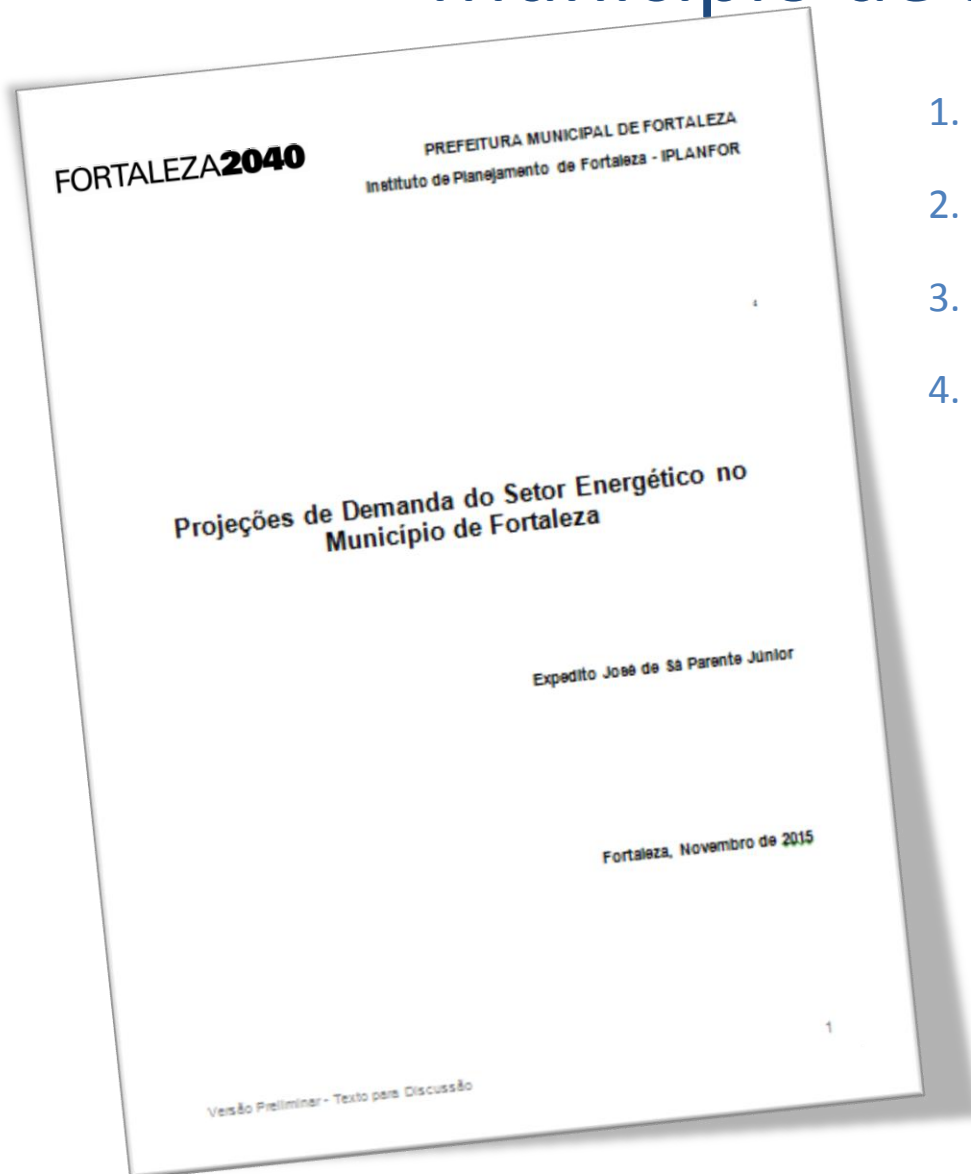 FORTALEZA2040
PREFEITURA MUNICIPAL DE FORTALEZA
Instituto de Planejamento de Fortaleza - IPLANFOR
Projeções de Demanda do Setor Energético no
Município de Fortaleza
Expedito José de Sá Parente Júnior
Fortaleza, Novembro de 2015
1
Versão Preliminar - Texto para Discussão
1.
2.
3.
4.